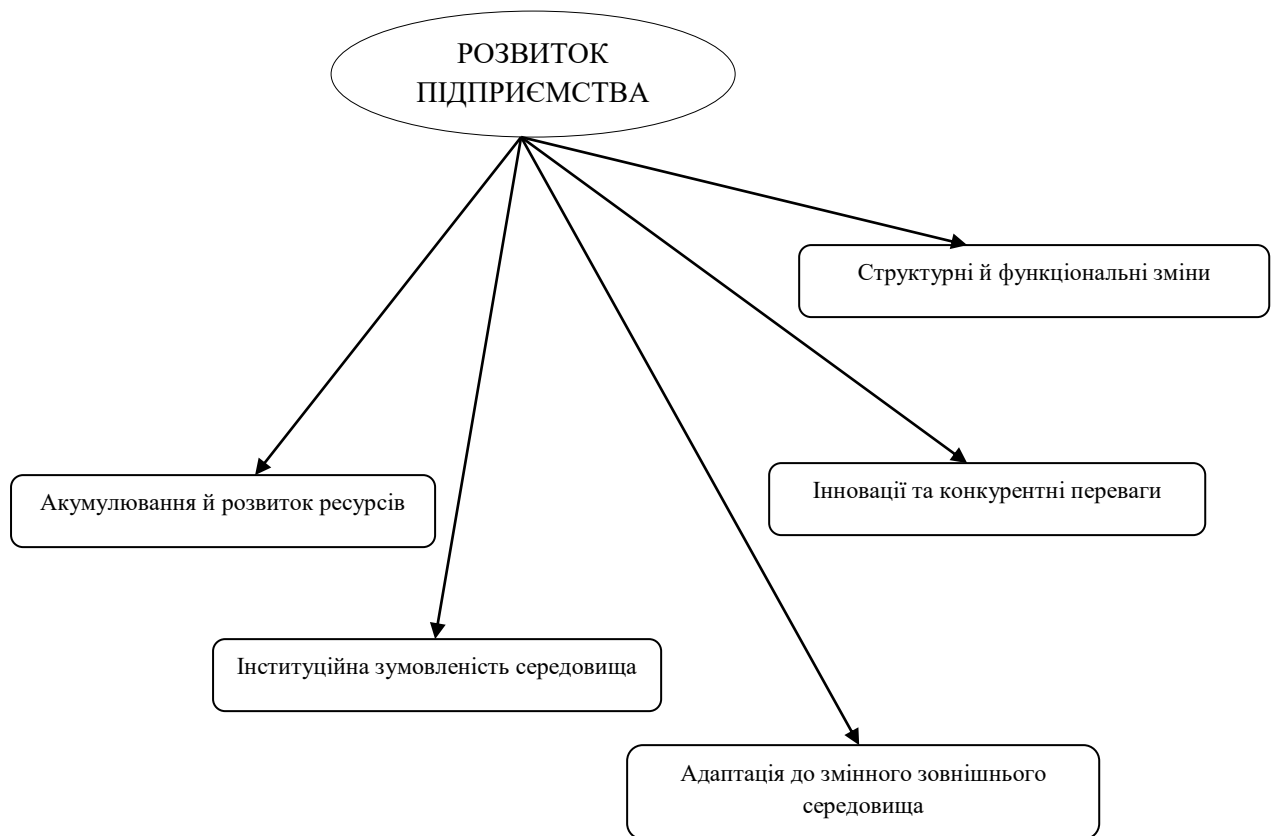 РОЗВИТОК
ПІДПРИЄМСТВА
Структурні й функціональні зміни
Акумулювання й розвиток ресурсів
Інновації та конкурентні переваги
Інституційна зумовленість середовища
Адаптація до змінного зовнішнього
середовища